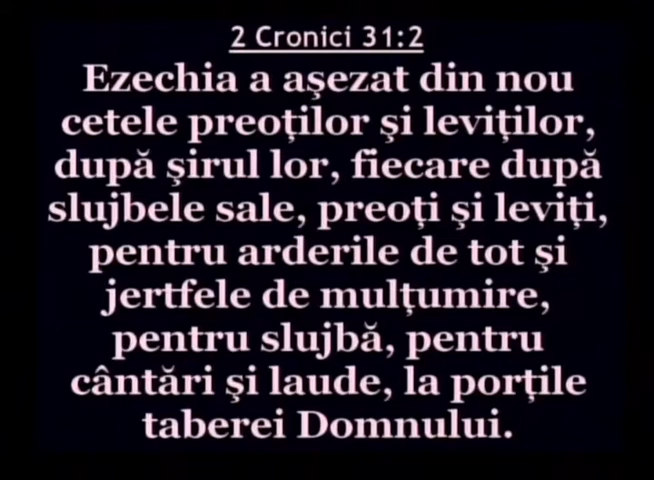 2 Cronici 31:2
Ezechia a aşezat din nou
cetele preoţilor şi leviţilor,
după şirul lor, fiecare după
slujbele sale, preoţi şi leviţi,
pentru arderile de tot şi
jertfele de mulţumire,
pentru slujbă, pentru
cântări şi laude, la porţile
taberei Domnului.